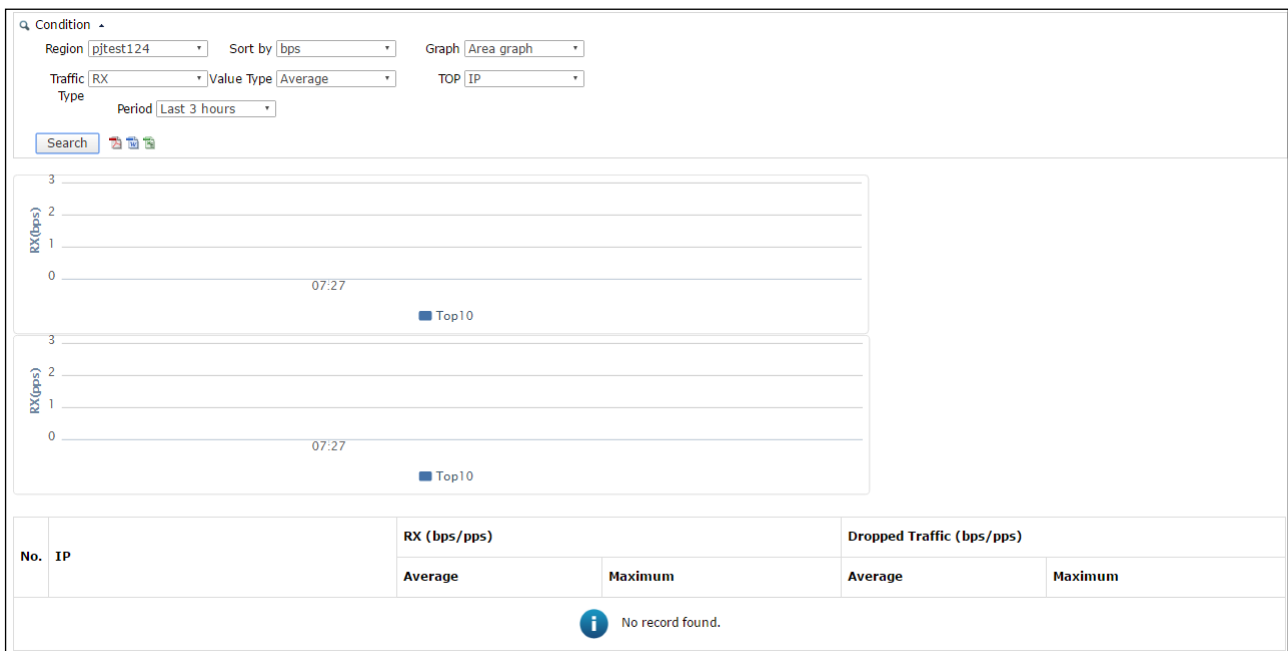 Condition
Region pjtest124 Sort by bps Graph Area graph
Traffic Type RX Value Type Average TOP IP
Period Last 3 hours
Search
3
2
1
0
RX(bps)
07:27
Top10
3
2
1
0
RX(pps)
07:27
Top10
No. IP RX (bps/pps) Dropped Traffic (bps/pps)
Average Maximum Average Maximum
No record found.